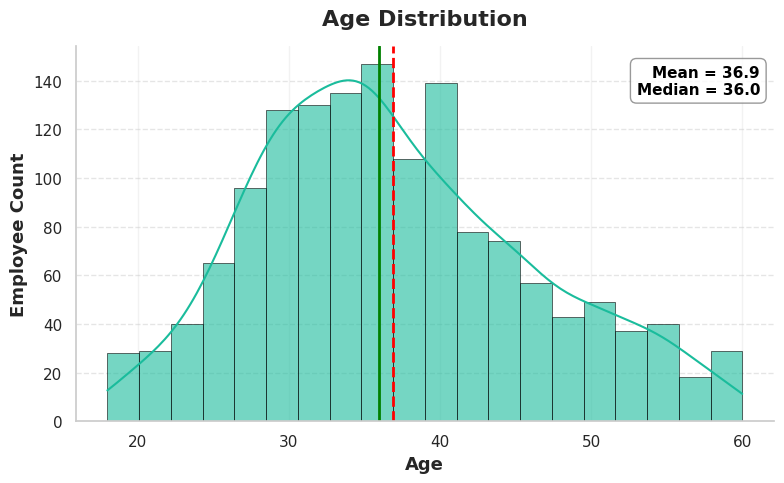 Age Distribution
Mean = 36.9
Median = 36.0
Employee Count
140
120
100
80
60
40
20
0
20 30 40 50 60
Age